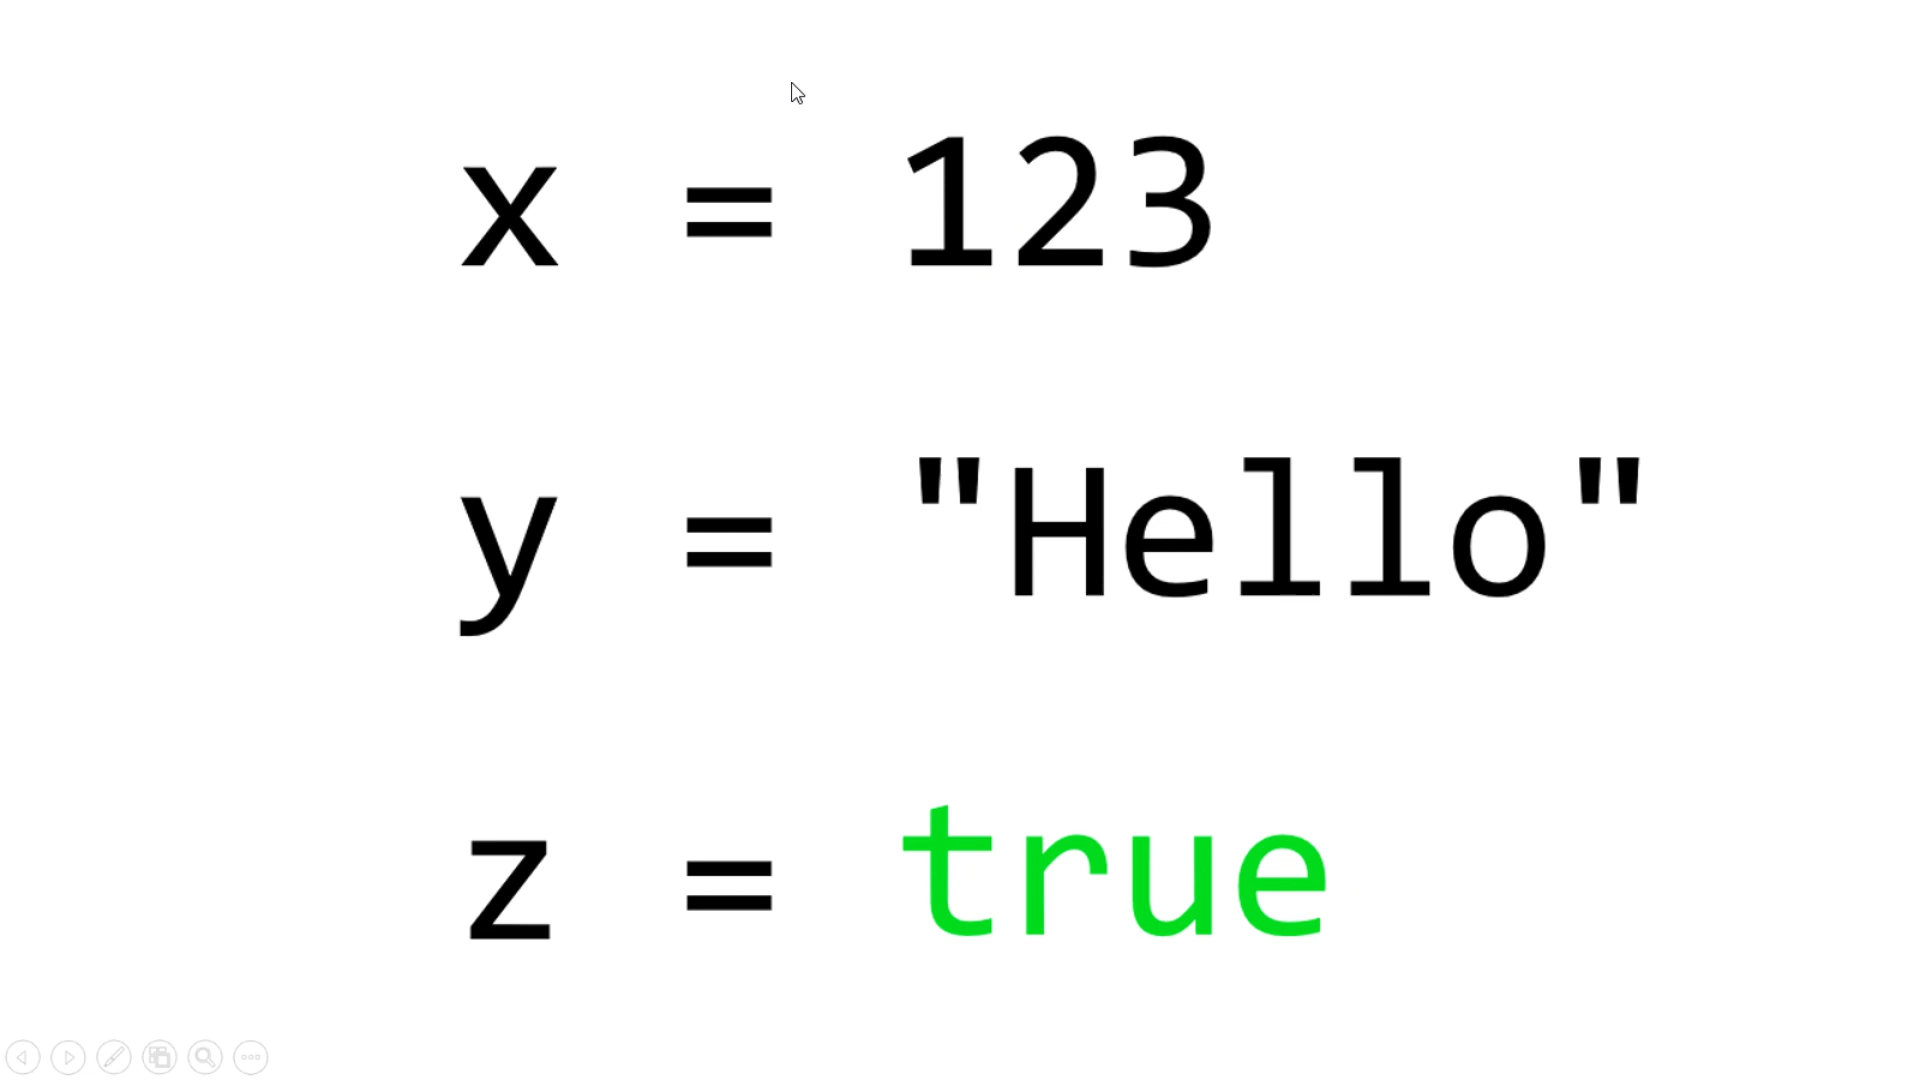 x = 123
y = "Hello"
z = true